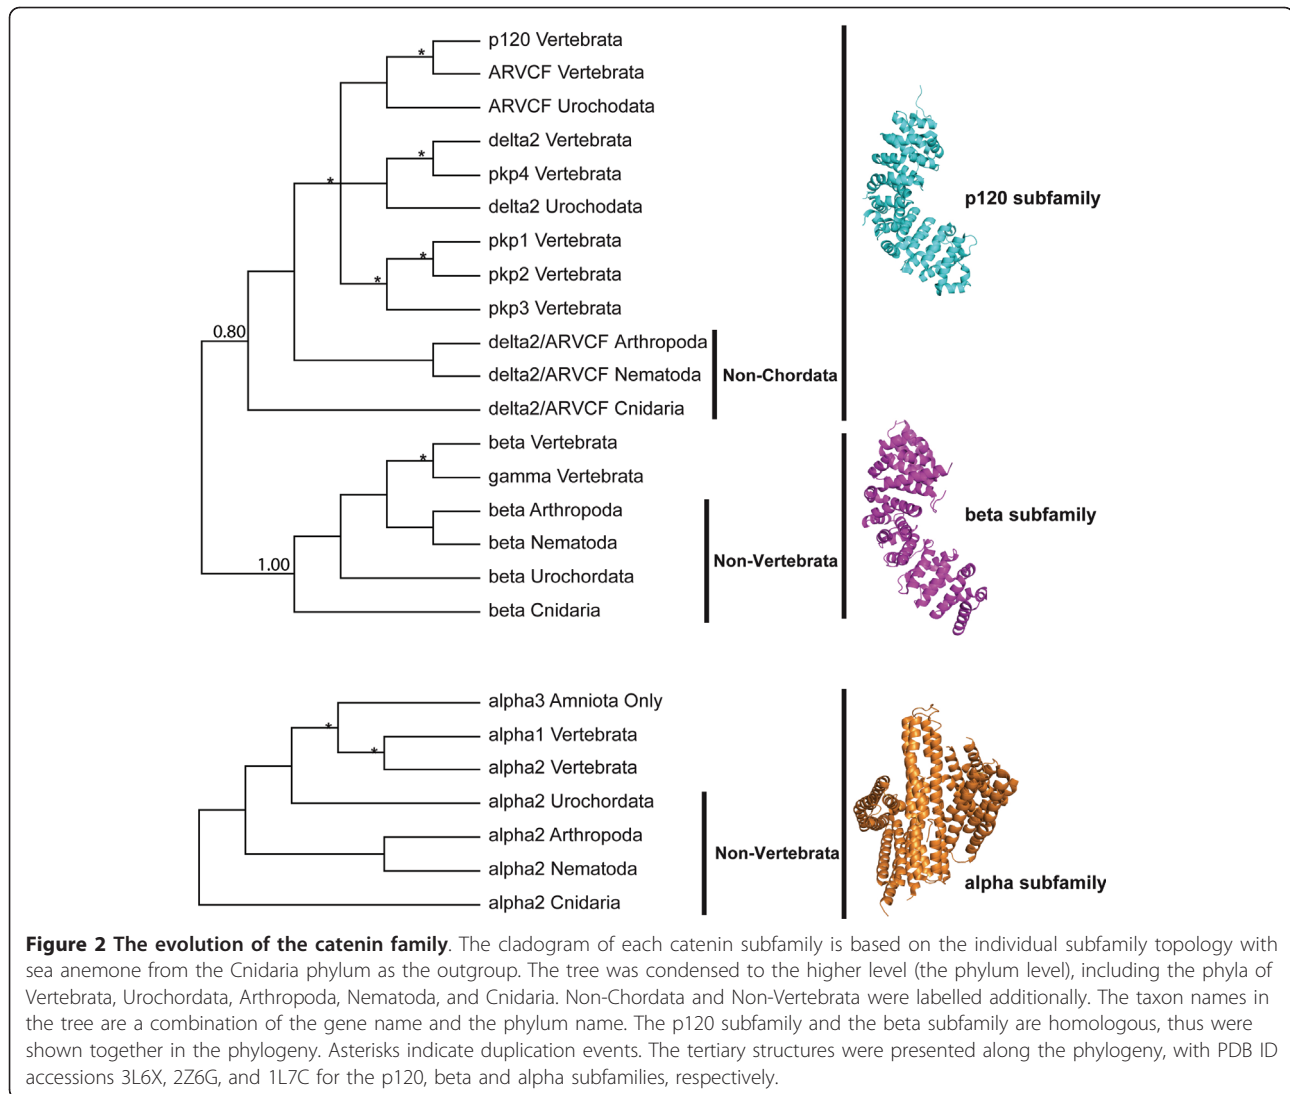 p120 Vertebrata
*
ARVCF Vertebrata
ARVCF Urochodata
delta2 Vertebrata
*
pkp4 Vertebrata
*
delta2 Urochodata
p120 subfamily
pkp1 Vertebrata
*
pkp2 Vertebrata
*
pkp3 Vertebrata
0.80
delta2/ARVCF Arthropoda
delta2/ARVCF Nematoda
Non-Chordata
delta2/ARVCF Cnidaria
beta Vertebrata
*
gamma Vertebrata
beta Arthropoda
beta subfamily
beta Nematoda
1.00
Non-Vertebrata
beta Urochordata
beta Cnidaria
alpha3 Amniota Only
*
alpha1 Vertebrata
*
alpha2 Vertebrata
alpha2 Urochordata
alpha2 Arthropoda
Non-Vertebrata
alpha2 Nematoda
alpha subfamily
alpha2 Cnidaria
Figure 2 The evolution of the catenin family. The cladogram of each catenin subfamily is based on the individual subfamily topology with
sea anemone from the Cnidaria phylum as the outgroup. The tree was condensed to the higher level (the phylum level), including the phyla of
Vertebrata, Urochordata, Arthropoda, Nematoda, and Cnidaria. Non-Chordata and Non-Vertebrata were labelled additionally. The taxon names in
the tree are a combination of the gene name and the phylum name. The p120 subfamily and the beta subfamily are homologous, thus were
shown together in the phylogeny. Asterisks indicate duplication events. The tertiary structures were presented along the phylogeny, with PDB ID
accessions 3L6X, 2Z6G, and 1L7C for the p120, beta and alpha subfamilies, respectively.